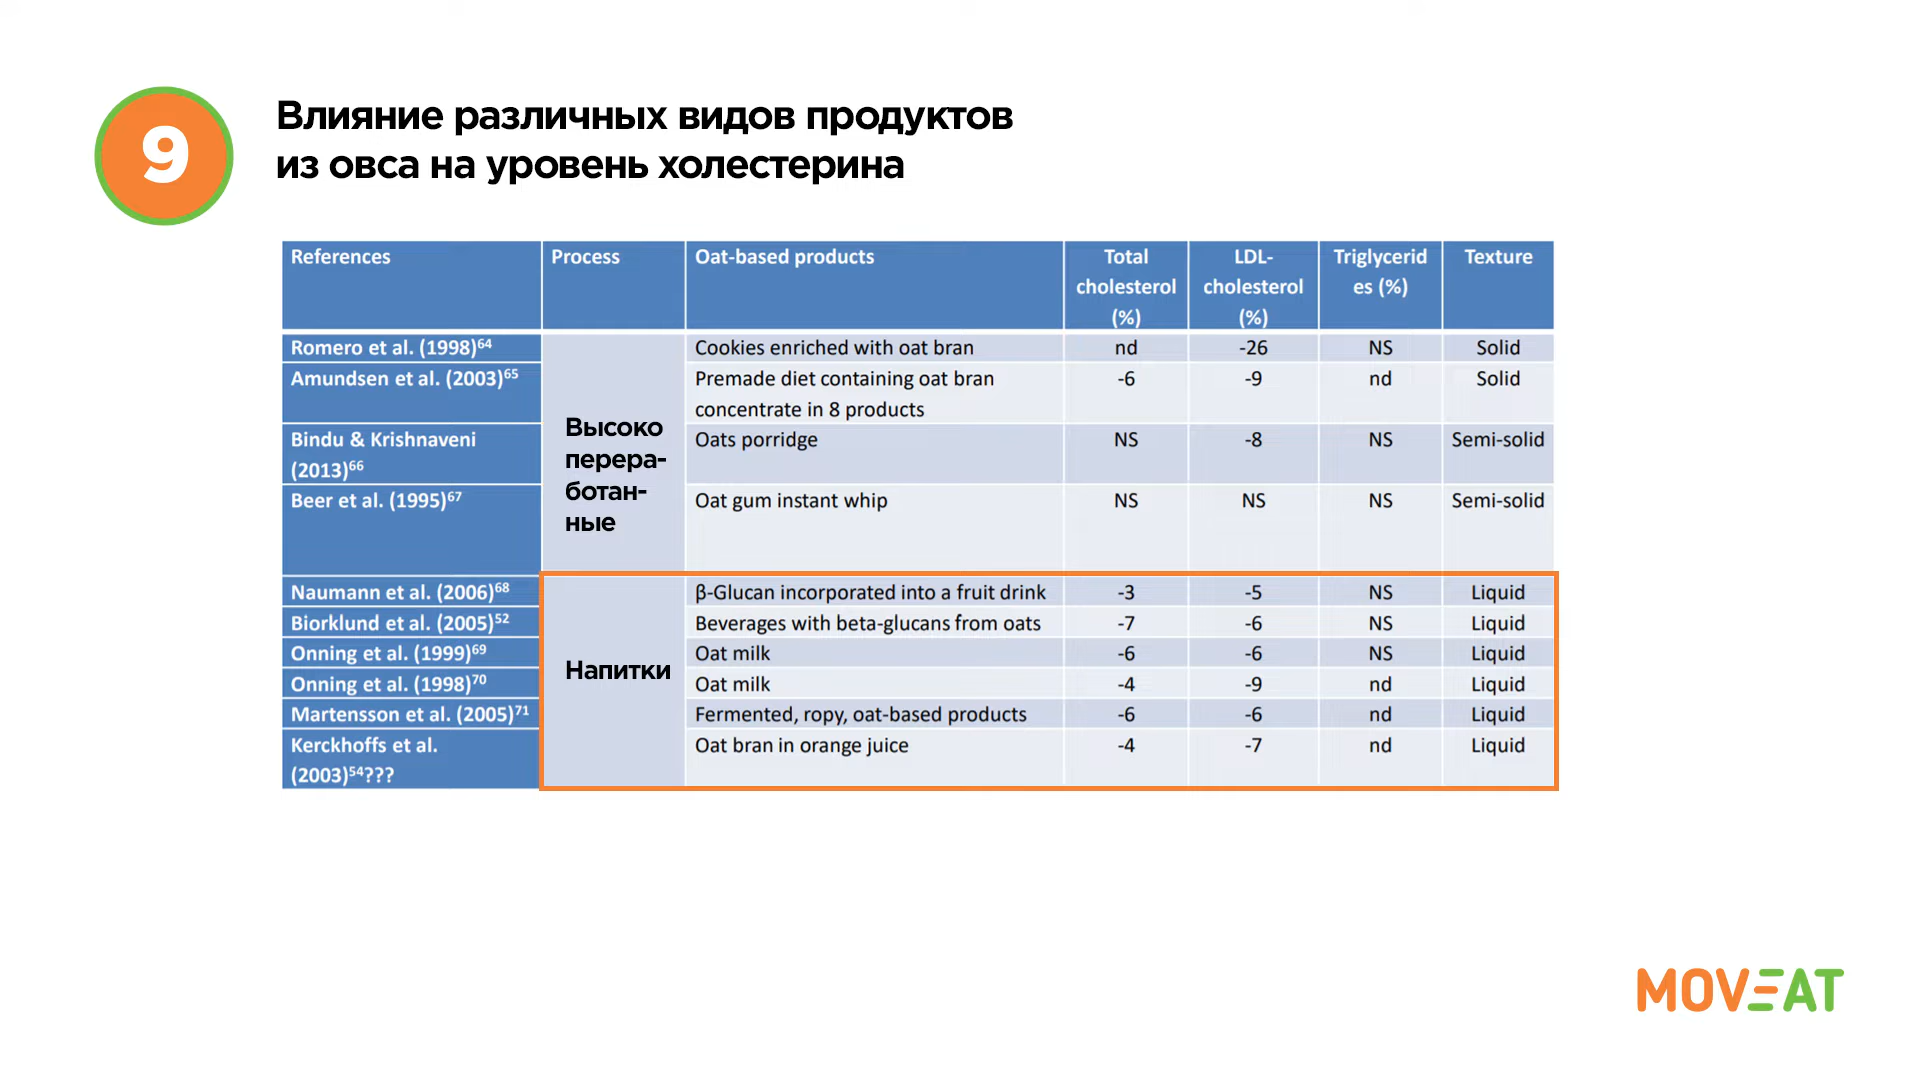 9
Влияние различных видов продуктов
из овса на уровень холестерина
References Process Oat-based products Total cholesterol (%) LDL-cholesterol (%) Triglycerides (%) Texture
Romero et al. (1998)64 Cookies enriched with oat bran nd -26 NS Solid
Amundsen et al. (2003)65 Premade diet containing oat bran -6 -9 nd Solid
concentrate in 8 products
Высоко
перера-
ботан-
ные
Bindu & Krishnaveni Oats porridge NS -8 NS Semi-solid
(2013)66
Beer et al. (1995)67 Oat gum instant whip NS NS NS Semi-solid
Naumann et al. (2006)68 β-Glucan incorporated into a fruit drink -3 -5 NS Liquid
Biorklund et al. (2005)52 Beverages with beta-glucans from oats -7 -6 NS Liquid
Onning et al. (1999)69 Oat milk -6 -6 NS Liquid
Напитки
Onning et al. (1998)70 Oat milk -4 -9 nd Liquid
Martensson et al. (2005)71 Fermented, ropy, oat-based products -6 -6 nd Liquid
Kerckhoffs et al. Oat bran in orange juice -4 -7 nd Liquid
(2003)54???
MOVEAT